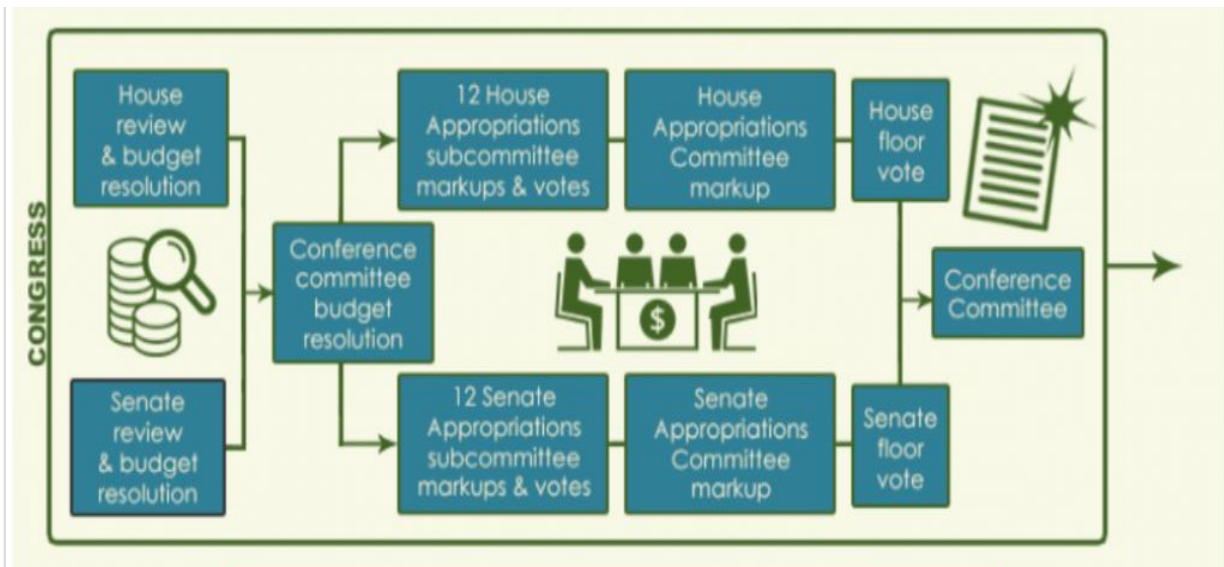 CONGRESS
House
review
& budget
resolution
Senate
review
& budget
resolution
Conference
committee
budget
resolution
12 House
Appropriations
subcommittee
markups & votes
House
Appropriations
Committee
markup
House
floor
vote
$
12 Senate
Appropriations
subcommittee
markups & votes
Senate
Appropriations
Committee
markup
Senate
floor
vote
Conference
Committee